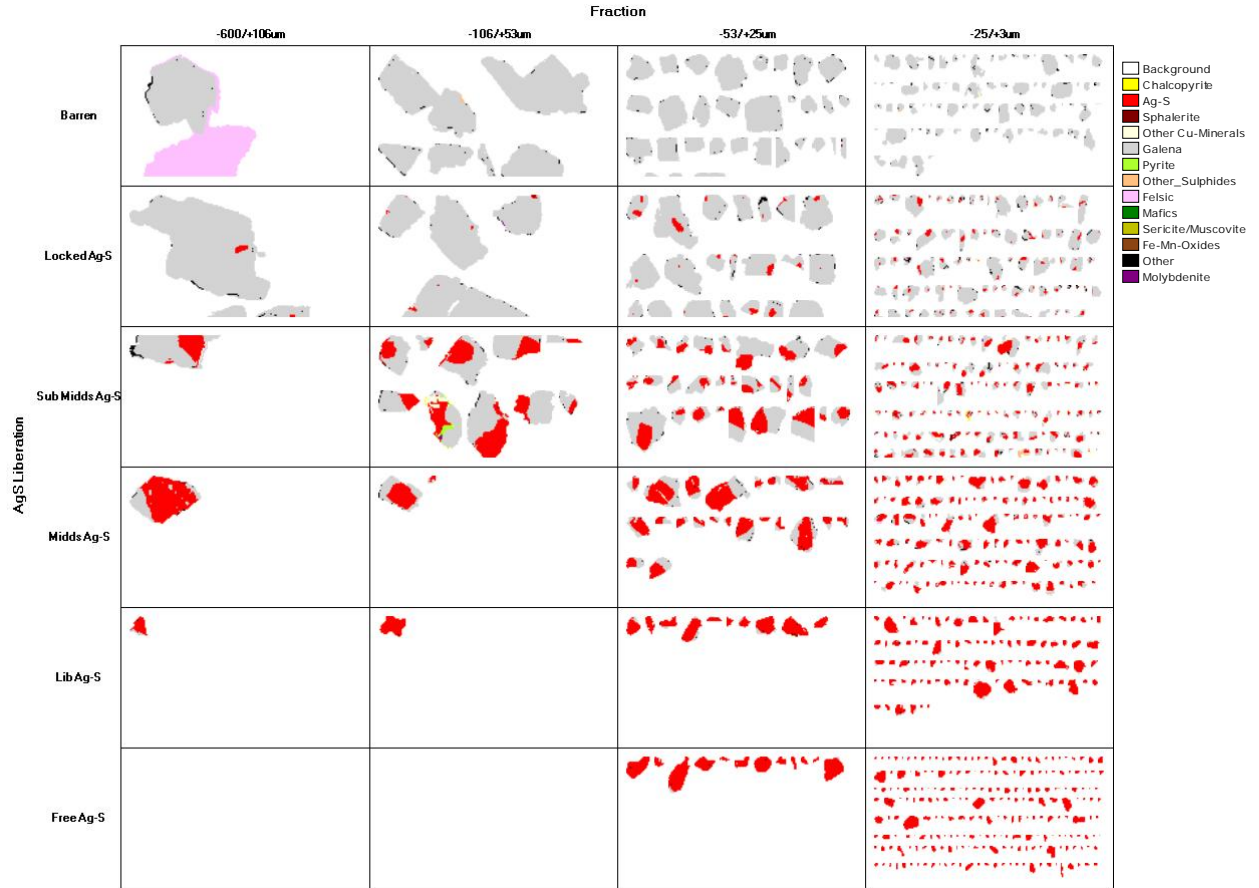 Fraction
-600/+106um
-106/+53um
-53/+25um
-25/+3um
Barren
Locked Ag-S
Sub Midds Ag-S
Midds Ag-S
Lib Ag-S
Free Ag-S
AgS Liberation
Background
Chalcopyrite
Ag-S
Sphalerite
Other Cu-Minerals
Galena
Pyrite
Other_Sulphides
Felsic
Mafics
Sericite/Muscovite
Fe-Mn-Oxides
Other
Molybdenite